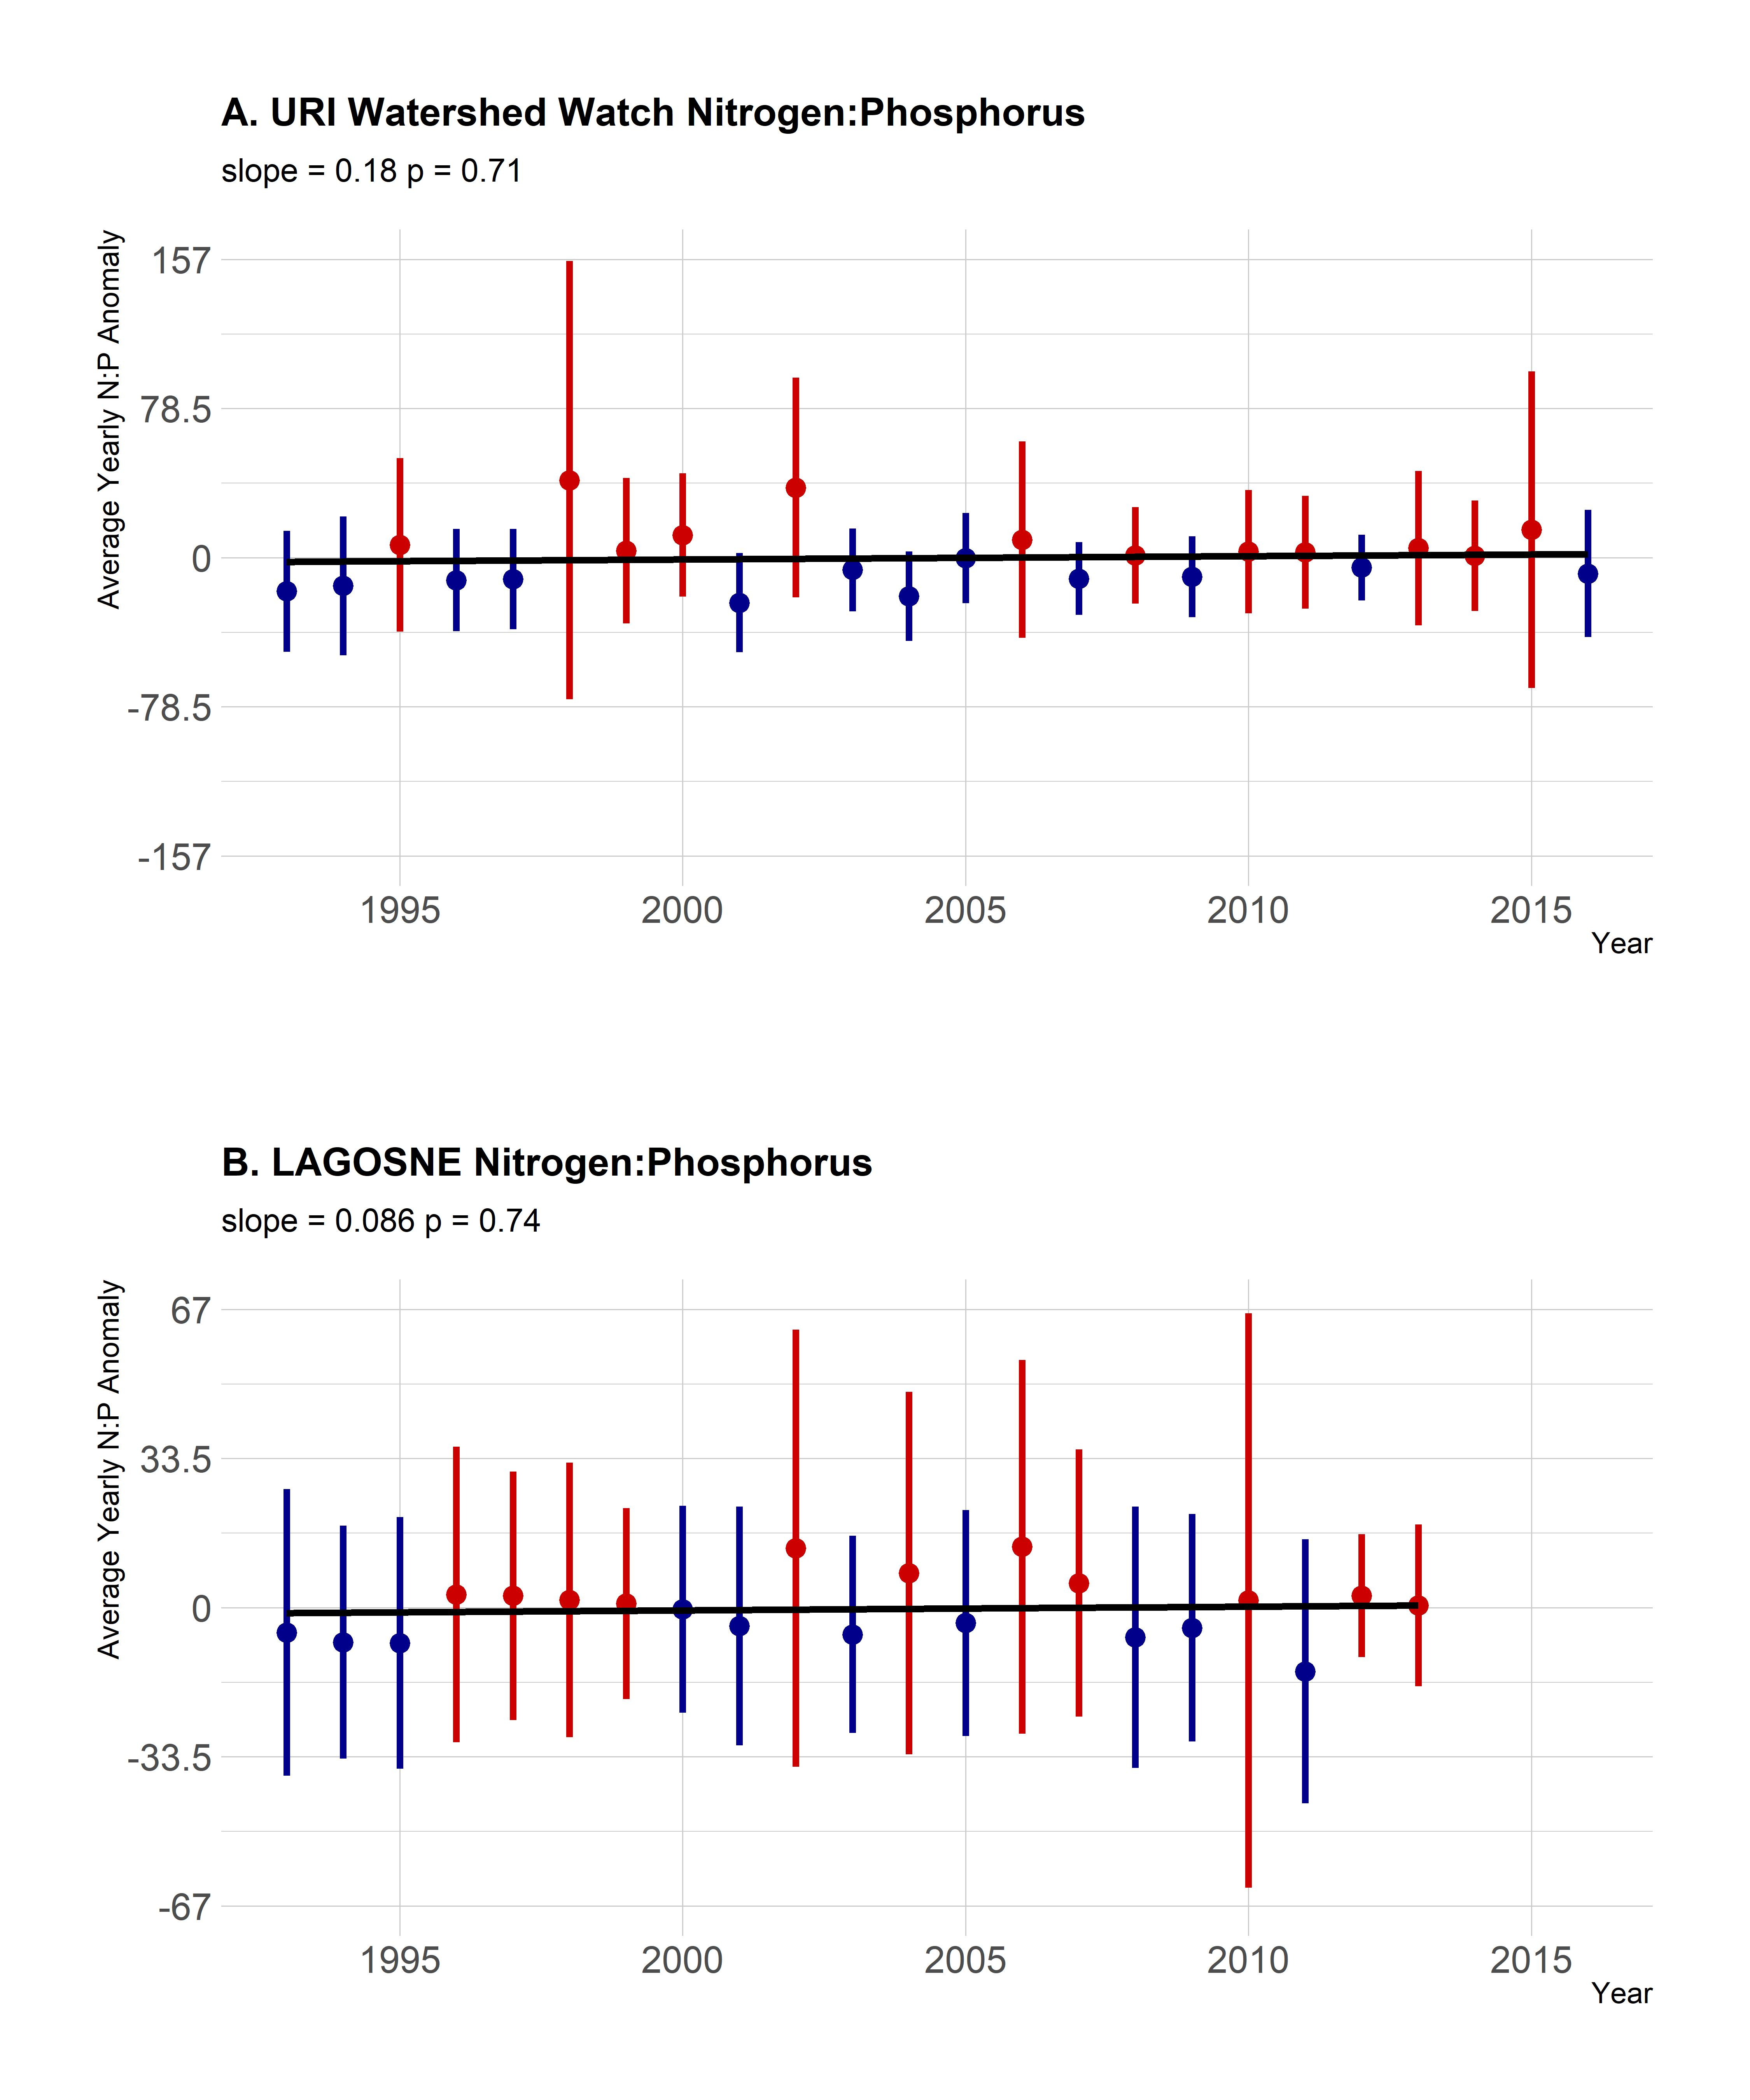 A. URI Watershed Watch Nitrogen:Phosphorus
slope = 0.18 p = 0.71
Average Yearly N:P Anomaly
157
78.5
0
-78.5
-157
1995 2000 2005 2010 2015
Year
B. LAGOSNE Nitrogen:Phosphorus
slope = 0.086 p = 0.74
Average Yearly N:P Anomaly
67
33.5
0
-33.5
-67
1995 2000 2005 2010 2015
Year